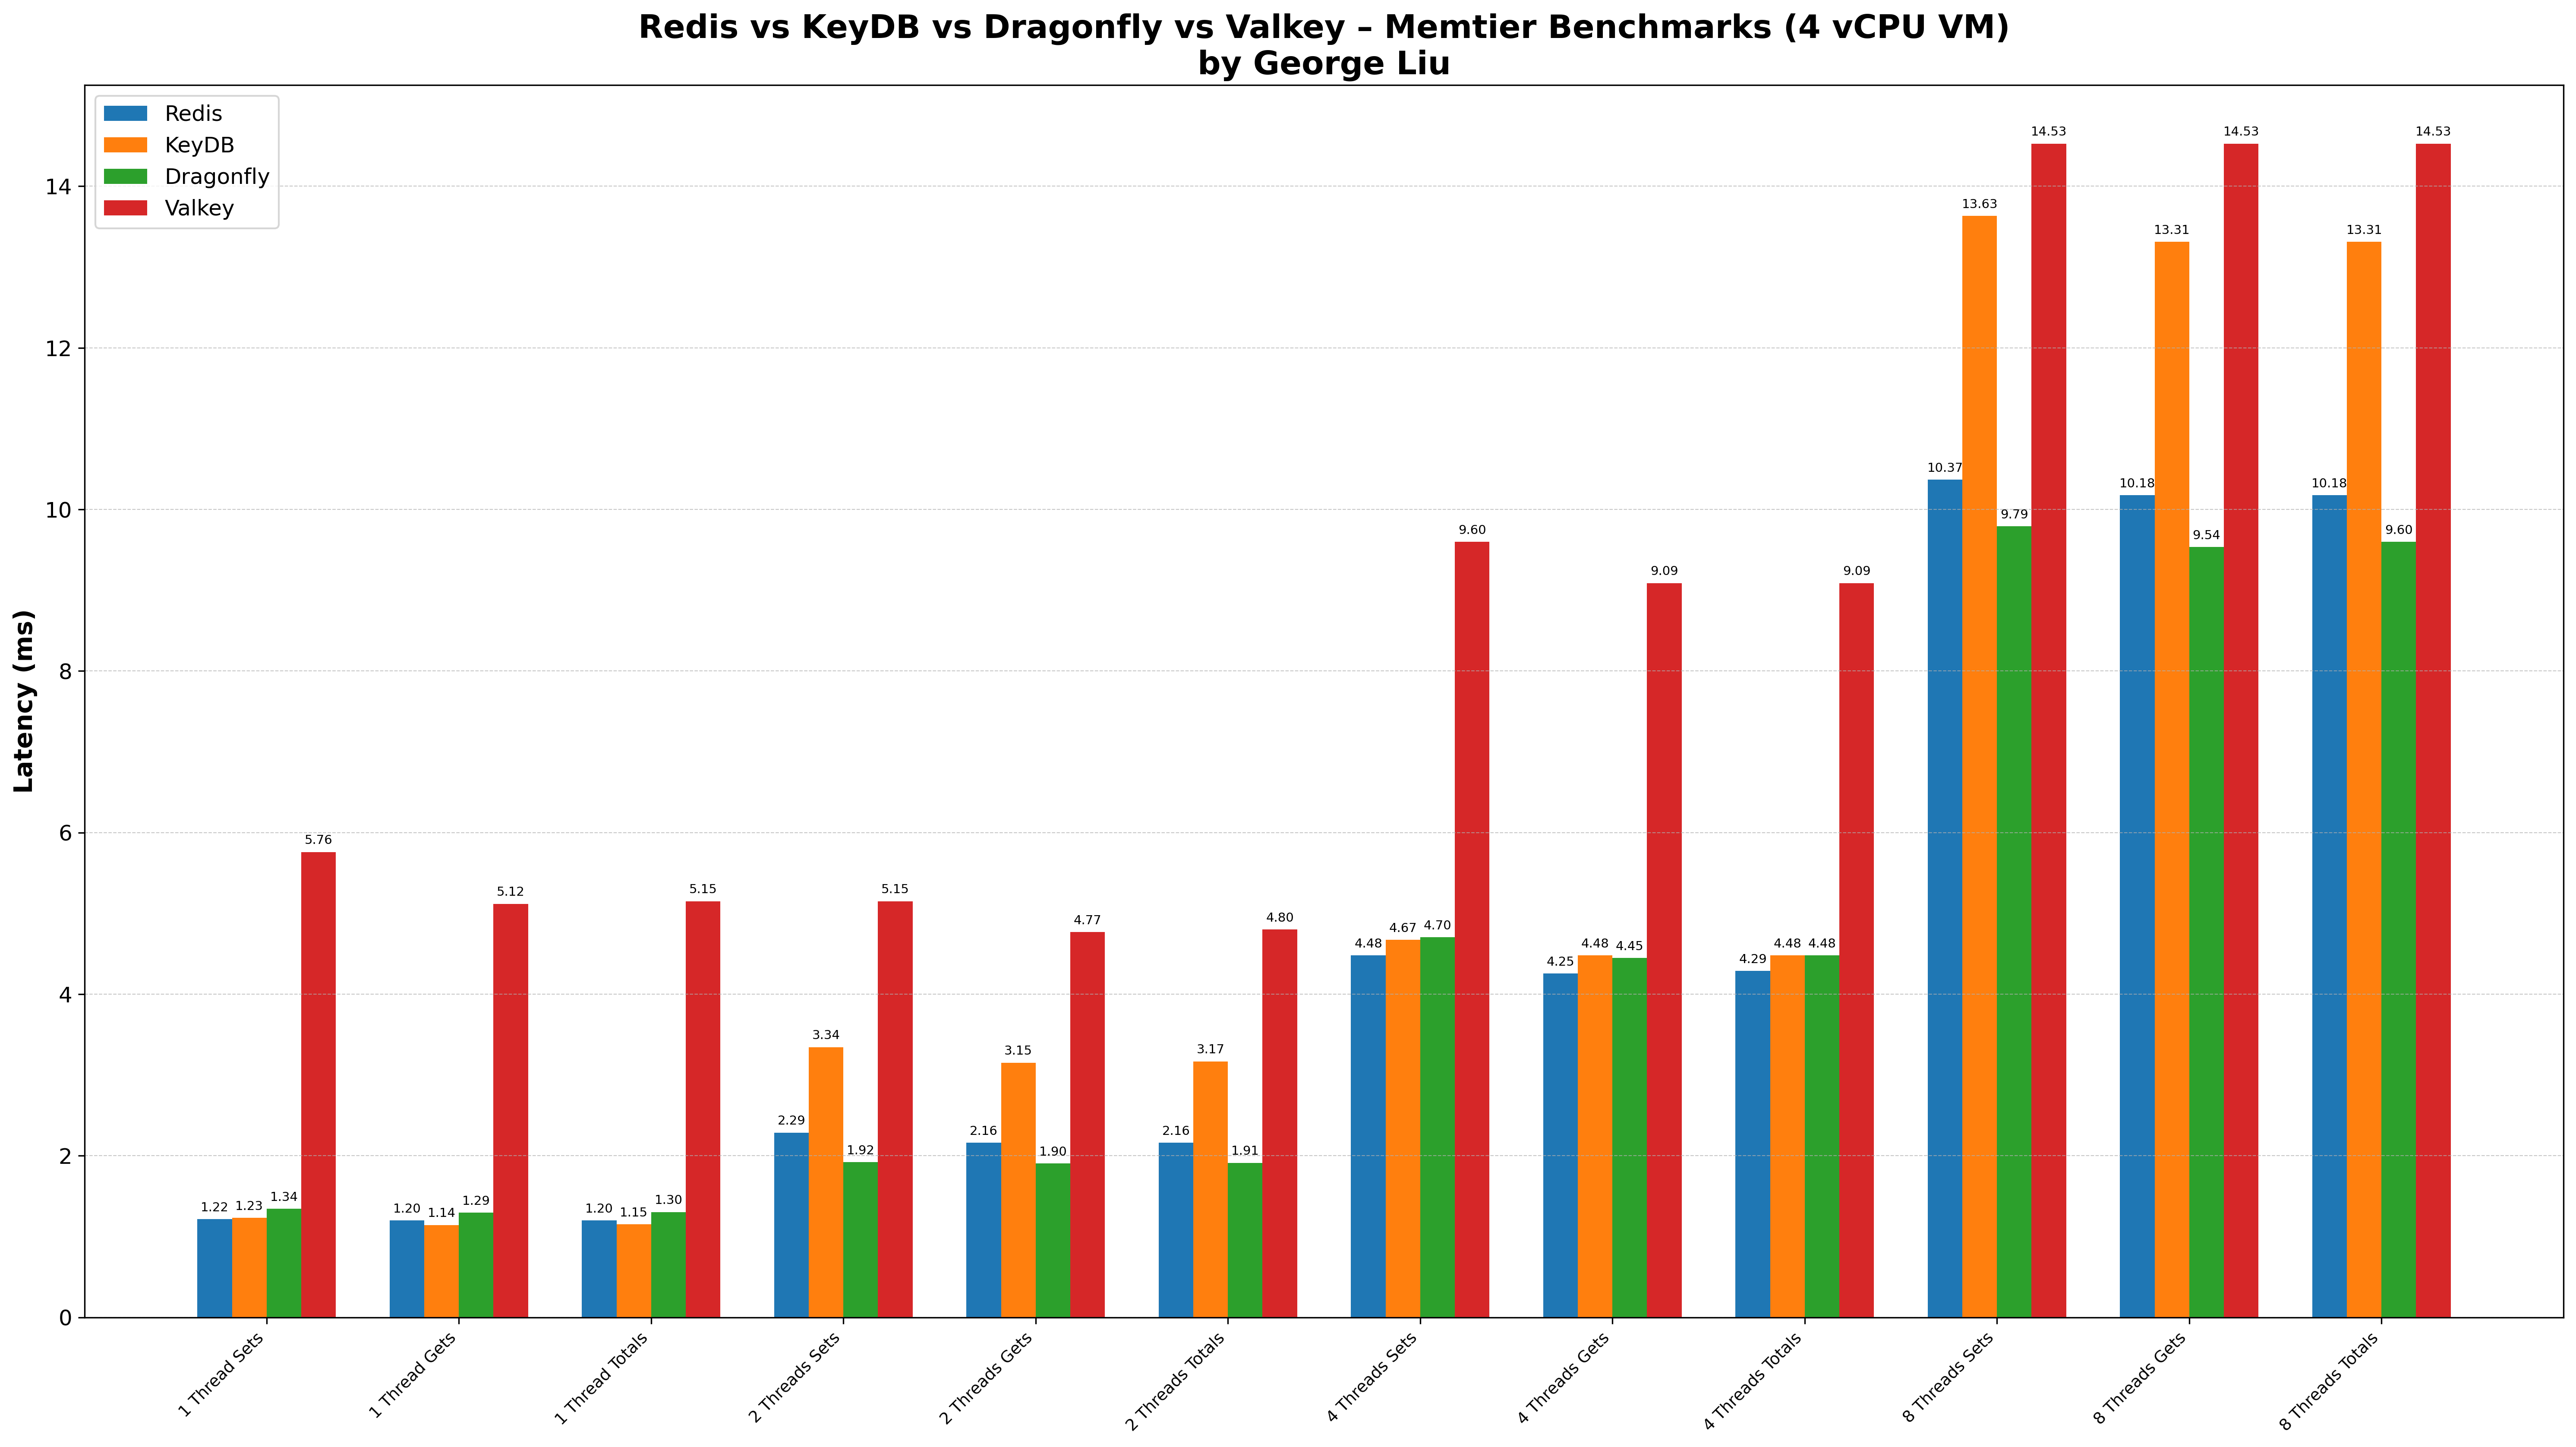 Redis vs KeyDB vs Dragonfly vs Valkey – Memtier Benchmarks (4 vCPU VM)
by George Liu
Redis
KeyDB
Dragonfly
Valkey
Latency (ms)
14
12
10
8
6
4
2
0
1.22 1.23 1.34 5.76
1.20 1.14 1.29 5.12
1.20 1.15 1.30 5.15
2.29 3.34 1.92 5.15
2.16 3.15 1.90 4.77
2.16 3.17 1.91 4.80
4.48 4.67 4.70 9.60
4.25 4.48 4.45 9.09
4.29 4.48 4.48 9.09
10.37 13.63 9.79 14.53
10.18 13.31 9.54 14.53
10.18 13.31 9.60 14.53
1 Thread Sets
1 Thread Gets
1 Thread Totals
2 Threads Sets
2 Threads Gets
2 Threads Totals
4 Threads Sets
4 Threads Gets
4 Threads Totals
8 Threads Sets
8 Threads Gets
8 Threads Totals